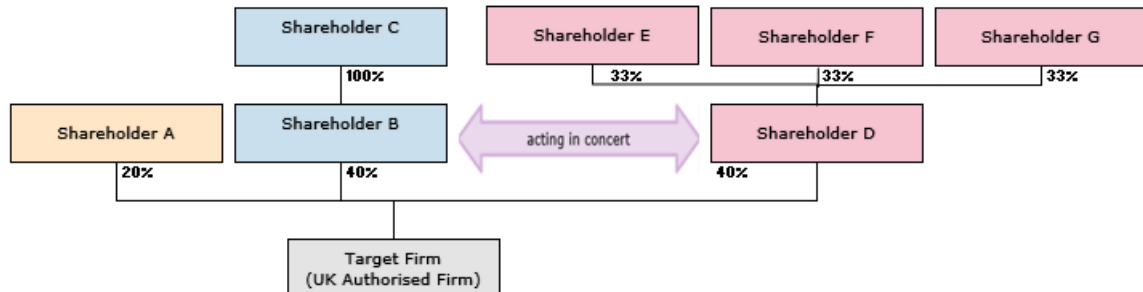 Shareholder C
Shareholder E
Shareholder F
Shareholder G
100%
33%
33%
33%
Shareholder A
Shareholder B
acting in concert
Shareholder D
20%
40%
40%
Target Firm
(UK Authorised Firm)